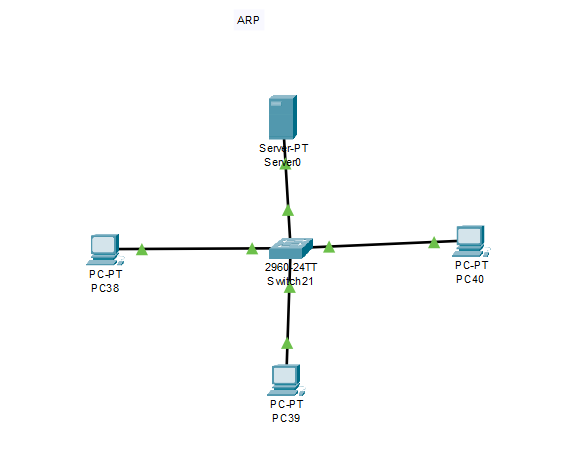 ARP
Server-PT
Server0
PC-PT
PC38
2960-24TT
Switch21
PC-PT
PC40
PC-PT
PC39